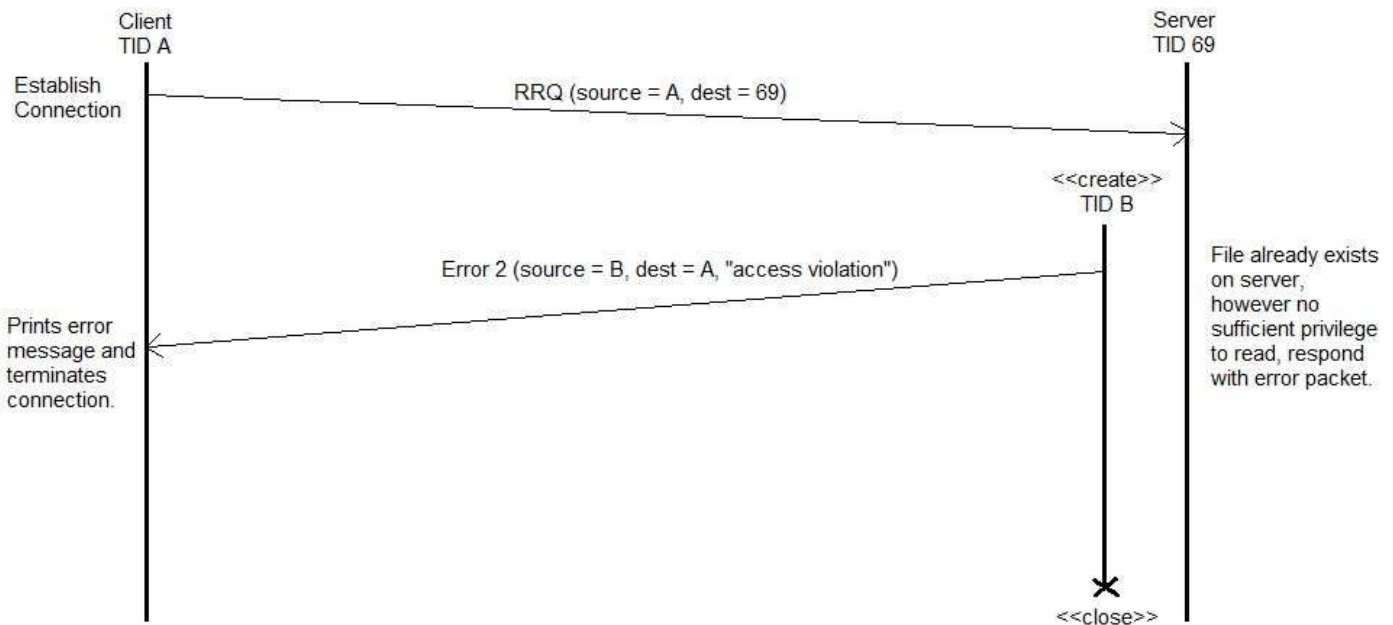 Client
TID A
Server
TID 69
Establish
Connection
RRQ (source = A, dest = 69)
<<create>>
TID B
Error 2 (source = B, dest = A, "access violation")
File already exists
on server,
however no
sufficient privilege
to read, respond
with error packet.
Prints error
message and
terminates
connection.
<<close>>